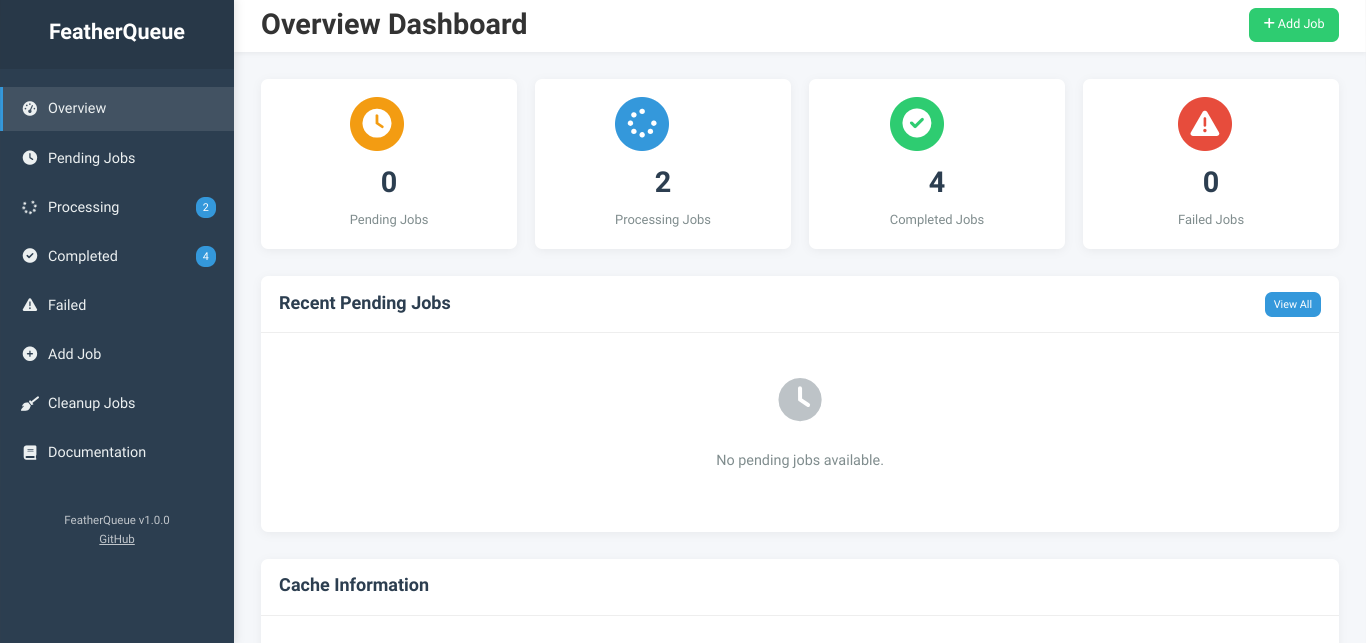 FeatherQueue
Overview
Pending Jobs
Processing 2
Completed 4
Failed
Add Job
Cleanup Jobs
Documentation
FeatherQueue v1.0.0
GitHub
Overview Dashboard
+ Add Job
0
Pending Jobs
2
Processing Jobs
4
Completed Jobs
0
Failed Jobs
Recent Pending Jobs
View All
No pending jobs available.
Cache Information